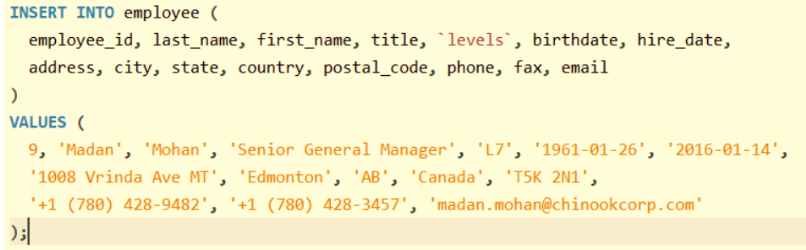 INSERT INTO employee (
employee_id, last_name, first_name, title, `levels`, birthdate, hire_date,
address, city, state, country, postal_code, phone, fax, email
)
VALUES (
9, 'Madan', 'Mohan', 'Senior General Manager', 'L7', '1961-01-26', '2016-01-14',
'1008 Vrinda Ave MT', 'Edmonton', 'AB', 'Canada', 'T5K 2N1',
'+1 (780) 428-9482', '+1 (780) 428-3457', 'madan.mohan@chinookcorp.com'
);